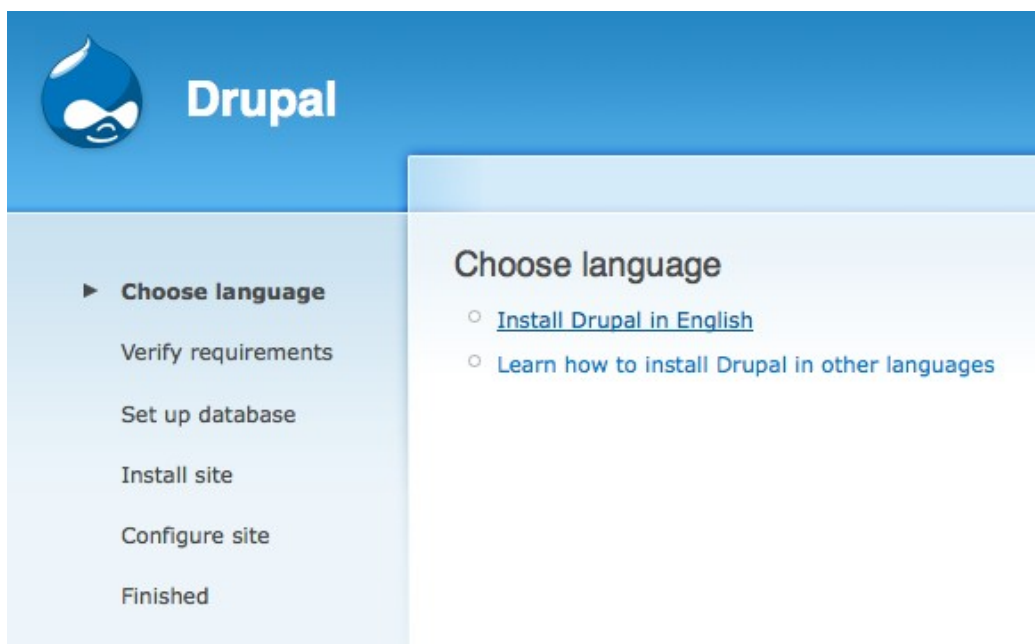 Drupal
Choose language
Verify requirements
Set up database
Install site
Configure site
Finished
Choose language
Install Drupal in English
Learn how to install Drupal in other languages